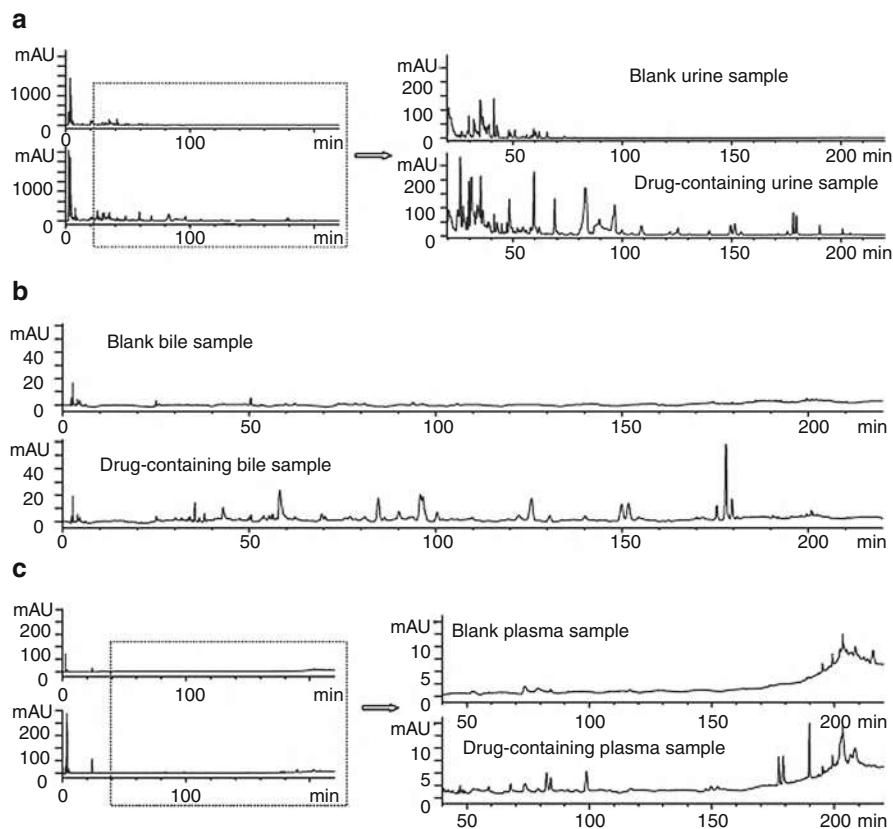 a
mAU
1000
0
100
min
mAU
1000
0
0
100
min
mAU
200
100
0
Blank urine sample
50
100
150
200
min
mAU
200
100
0
Drug-containing urine sample
50
100
150
200
min
b
mAU
40
20
0
Blank bile sample
0
50
100
150
200
min
mAU
40
20
0
Drug-containing bile sample
0
50
100
150
200
min
c
mAU
200
100
0
100
min
mAU
200
100
0
0
100
min
mAU
10
5
0
Blank plasma sample
50
100
150
200
min
mAU
10
5
0
Drug-containing plasma sample
50
100
150
200
min